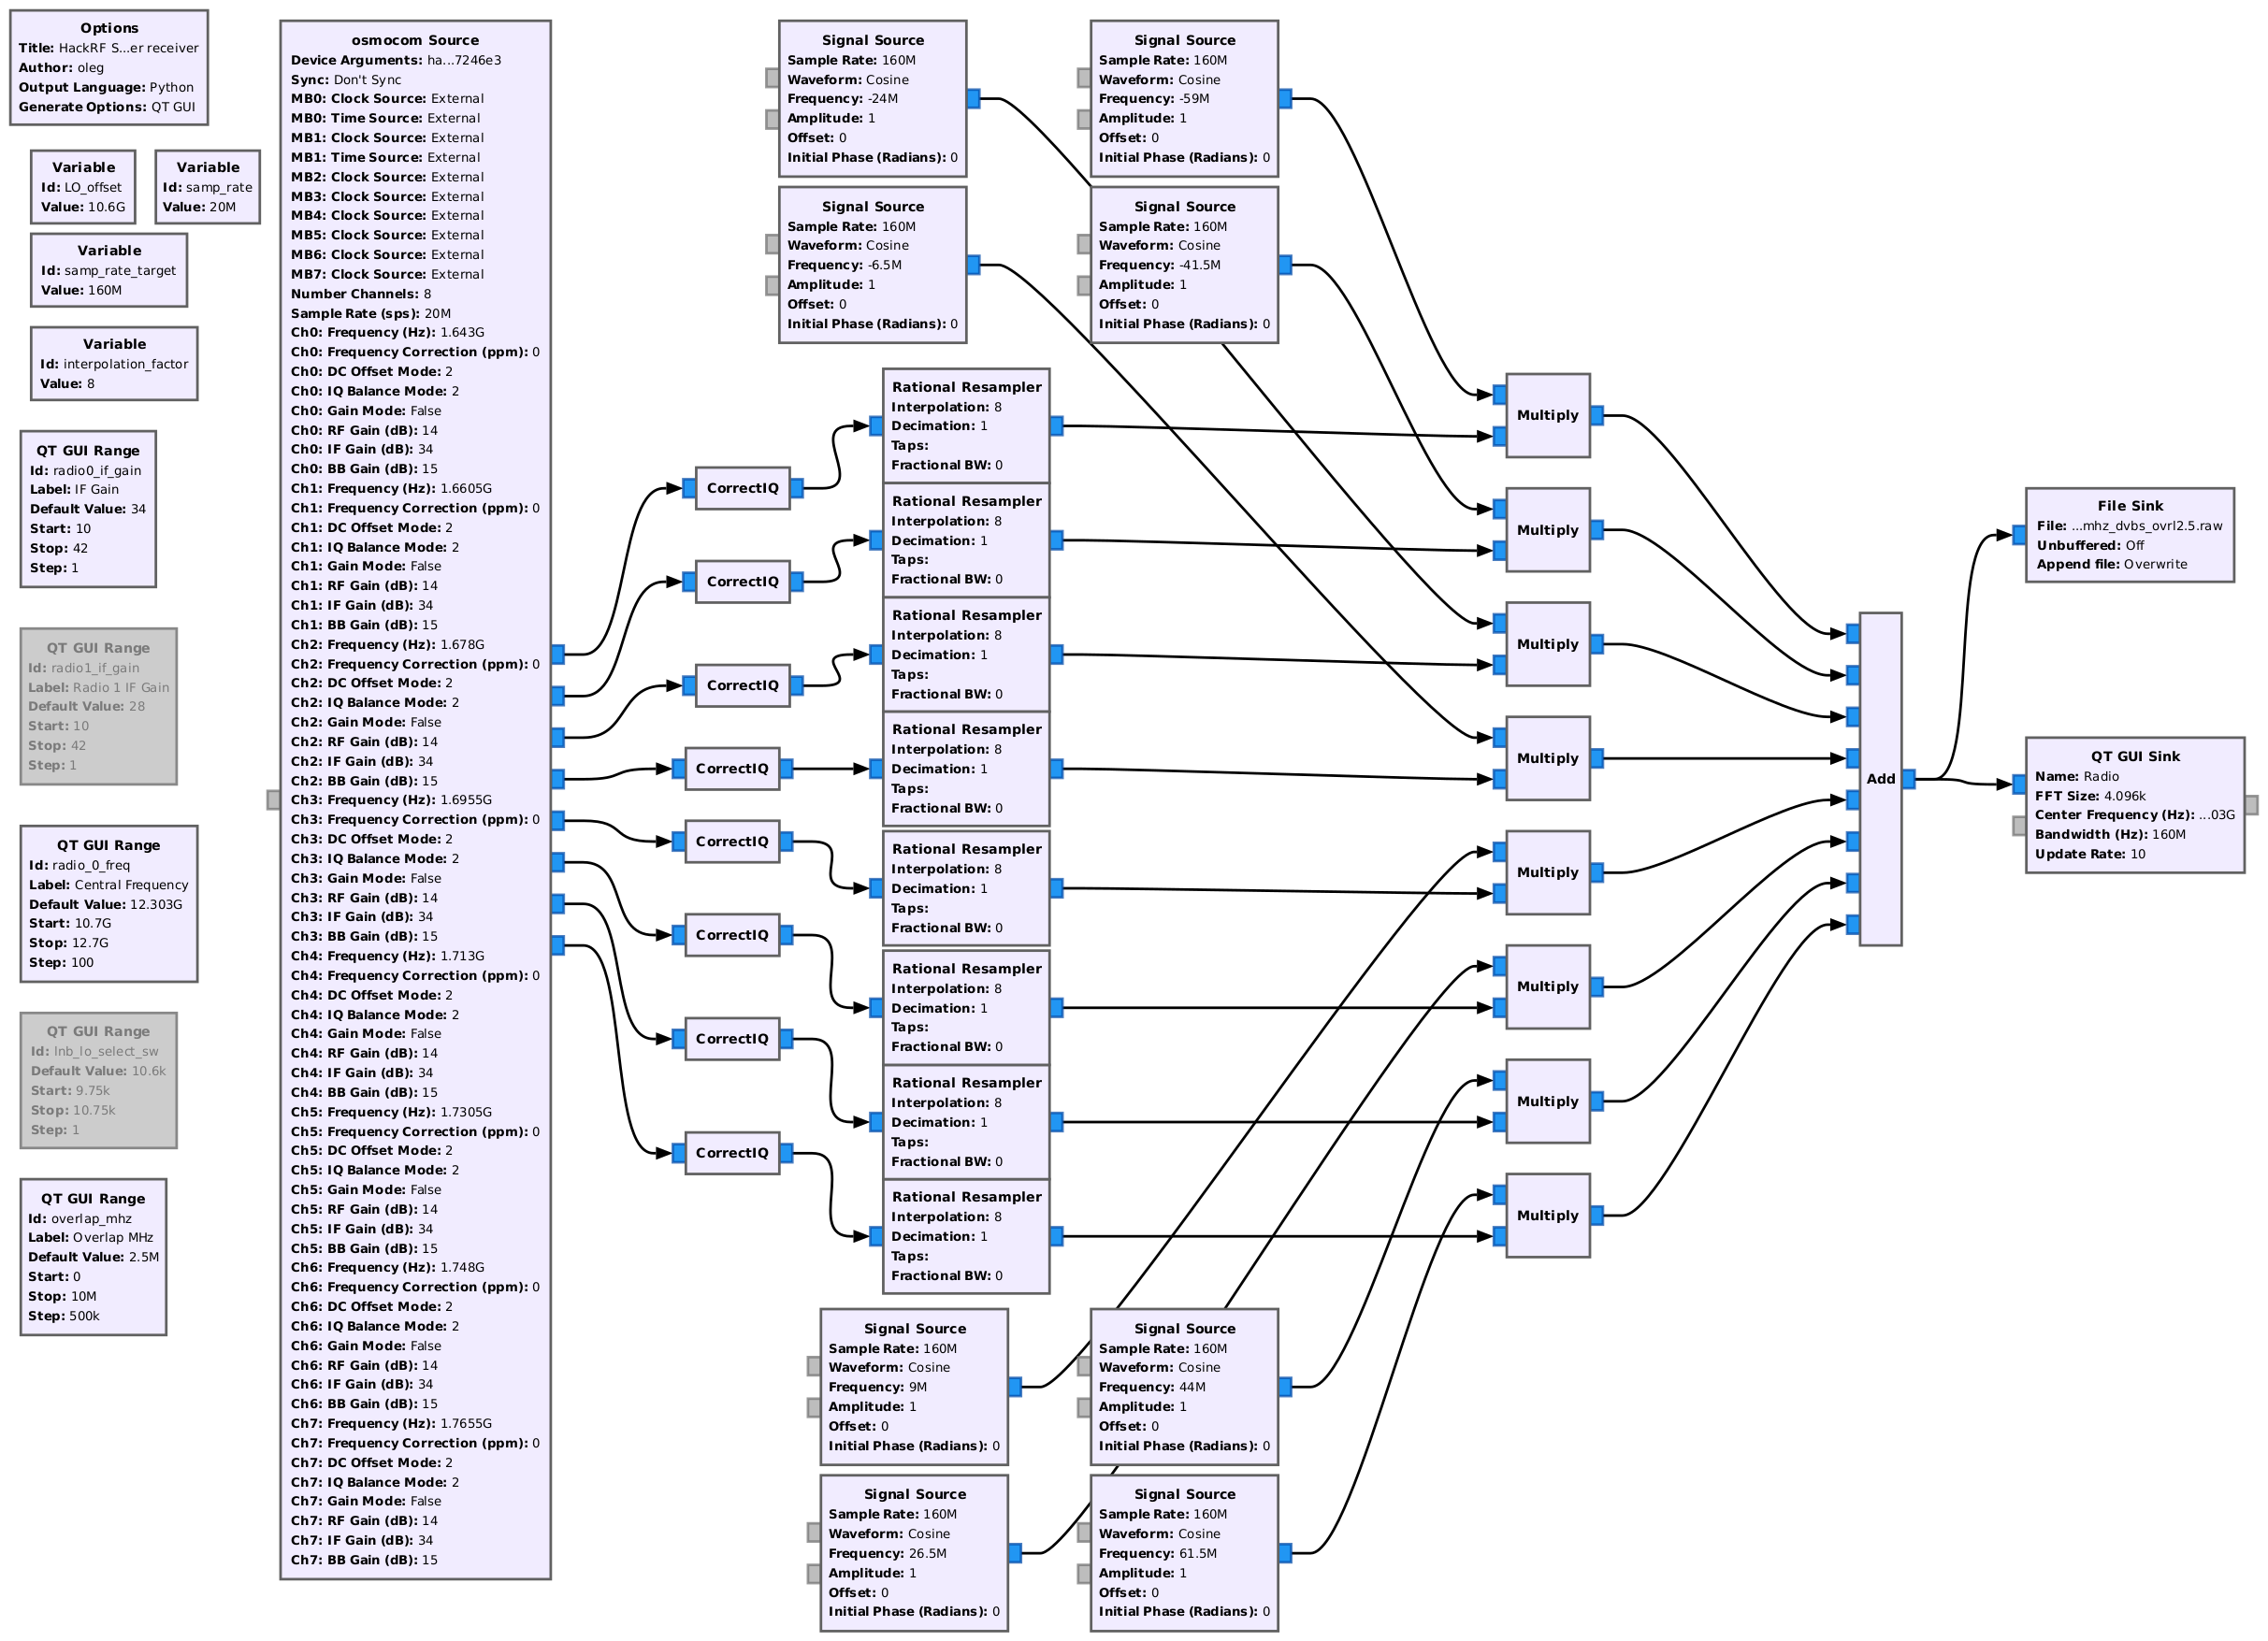 Options
Title: HackRF S...er receiver
Author: oleg
Output Language: Python
Generate Options: QT GUI
Variable
Id: LO_offset
Value: 10.6G
Variable
Id: samp_rate
Value: 20M
Variable
Id: samp_rate_target
Value: 160M
Variable
Id: interpolation_factor
Value: 8
QT GUI Range
Id: radio0_if_gain
Label: IF Gain
Default Value: 34
Start: 10
Stop: 42
Step: 1
QT GUI Range
Id: radio1_if_gain
Label: Radio 1 IF Gain
Default Value: 28
Start: 10
Stop: 42
Step: 1
QT GUI Range
Id: radio_0_freq
Label: Central Frequency
Default Value: 12.303G
Start: 10.7G
Stop: 12.7G
Step: 100
QT GUI Range
Id: lnb_lo_select_sw
Default Value: 10.6k
Start: 9.75k
Stop: 10.75k
Step: 1
QT GUI Range
Id: overlap_mhz
Label: Overlap MHz
Default Value: 2.5M
Start: 0
Stop: 10M
Step: 500k
osmocom Source
Device Arguments: ha...7246e3
Sync: Don't Sync
MB0: Clock Source: External
MB0: Time Source: External
MB1: Clock Source: External
MB1: Time Source: External
MB2: Clock Source: External
MB3: Clock Source: External
MB4: Clock Source: External
MB5: Clock Source: External
MB6: Clock Source: External
MB7: Clock Source: External
Number Channels: 8
Sample Rate (sps): 20M
Ch0: Frequency (Hz): 1.643G
Ch0: Frequency Correction (ppm): 0
Ch0: DC Offset Mode: 2
Ch0: IQ Balance Mode: 2
Ch0: Gain Mode: False
Ch0: RF Gain (dB): 14
Ch0: IF Gain (dB): 34
Ch0: BB Gain (dB): 15
Ch1: Frequency (Hz): 1.6605G
Ch1: Frequency Correction (ppm): 0
Ch1: DC Offset Mode: 2
Ch1: IQ Balance Mode: 2
Ch1: Gain Mode: False
Ch1: RF Gain (dB): 14
Ch1: IF Gain (dB): 34
Ch1: BB Gain (dB): 15
Ch2: Frequency (Hz): 1.678G
Ch2: Frequency Correction (ppm): 0
Ch2: DC Offset Mode: 2
Ch2: IQ Balance Mode: 2
Ch2: Gain Mode: False
Ch2: RF Gain (dB): 14
Ch2: IF Gain (dB): 34
Ch2: BB Gain (dB): 15
Ch3: Frequency (Hz): 1.6955G
Ch3: Frequency Correction (ppm): 0
Ch3: DC Offset Mode: 2
Ch3: IQ Balance Mode: 2
Ch3: Gain Mode: False
Ch3: RF Gain (dB): 14
Ch3: IF Gain (dB): 34
Ch3: BB Gain (dB): 15
Ch4: Frequency (Hz): 1.713G
Ch4: Frequency Correction (ppm): 0
Ch4: DC Offset Mode: 2
Ch4: IQ Balance Mode: 2
Ch4: Gain Mode: False
Ch4: RF Gain (dB): 14
Ch4: IF Gain (dB): 34
Ch4: BB Gain (dB): 15
Ch5: Frequency (Hz): 1.7305G
Ch5: Frequency Correction (ppm): 0
Ch5: DC Offset Mode: 2
Ch5: IQ Balance Mode: 2
Ch5: Gain Mode: False
Ch5: RF Gain (dB): 14
Ch5: IF Gain (dB): 34
Ch5: BB Gain (dB): 15
Ch6: Frequency (Hz): 1.748G
Ch6: Frequency Correction (ppm): 0
Ch6: DC Offset Mode: 2
Ch6: IQ Balance Mode: 2
Ch6: Gain Mode: False
Ch6: RF Gain (dB): 14
Ch6: IF Gain (dB): 34
Ch6: BB Gain (dB): 15
Ch7: Frequency (Hz): 1.7655G
Ch7: Frequency Correction (ppm): 0
Ch7: DC Offset Mode: 2
Ch7: IQ Balance Mode: 2
Ch7: Gain Mode: False
Ch7: RF Gain (dB): 14
Ch7: IF Gain (dB): 34
Ch7: BB Gain (dB): 15
Signal Source
Sample Rate: 160M
Waveform: Cosine
Frequency: -24M
Amplitude: 1
Offset: 0
Initial Phase (Radians): 0
Signal Source
Sample Rate: 160M
Waveform: Cosine
Frequency: -59M
Amplitude: 1
Offset: 0
Initial Phase (Radians): 0
Signal Source
Sample Rate: 160M
Waveform: Cosine
Frequency: -6.5M
Amplitude: 1
Offset: 0
Initial Phase (Radians): 0
Signal Source
Sample Rate: 160M
Waveform: Cosine
Frequency: -41.5M
Amplitude: 1
Offset: 0
Initial Phase (Radians): 0
CorrectIQ
CorrectIQ
CorrectIQ
CorrectIQ
CorrectIQ
CorrectIQ
CorrectIQ
CorrectIQ
Rational Resampler
Interpolation: 8
Decimation: 1
Taps:
Fractional BW: 0
Rational Resampler
Interpolation: 8
Decimation: 1
Taps:
Fractional BW: 0
Rational Resampler
Interpolation: 8
Decimation: 1
Taps:
Fractional BW: 0
Rational Resampler
Interpolation: 8
Decimation: 1
Taps:
Fractional BW: 0
Rational Resampler
Interpolation: 8
Decimation: 1
Taps:
Fractional BW: 0
Rational Resampler
Interpolation: 8
Decimation: 1
Taps:
Fractional BW: 0
Rational Resampler
Interpolation: 8
Decimation: 1
Taps:
Fractional BW: 0
Rational Resampler
Interpolation: 8
Decimation: 1
Taps:
Fractional BW: 0
Signal Source
Sample Rate: 160M
Waveform: Cosine
Frequency: 9M
Amplitude: 1
Offset: 0
Initial Phase (Radians): 0
Signal Source
Sample Rate: 160M
Waveform: Cosine
Frequency: 44M
Amplitude: 1
Offset: 0
Initial Phase (Radians): 0
Signal Source
Sample Rate: 160M
Waveform: Cosine
Frequency: 26.5M
Amplitude: 1
Offset: 0
Initial Phase (Radians): 0
Signal Source
Sample Rate: 160M
Waveform: Cosine
Frequency: 61.5M
Amplitude: 1
Offset: 0
Initial Phase (Radians): 0
Multiply
Multiply
Multiply
Multiply
Multiply
Multiply
Multiply
Multiply
Add
File Sink
File: ...mhz_dvbs_ovrl2.5.raw
Unbuffered: Off
Append file: Overwrite
QT GUI Sink
Name: Radio
FFT Size: 4.096k
Center Frequency (Hz): ...03G
Bandwidth (Hz): 160M
Update Rate: 10